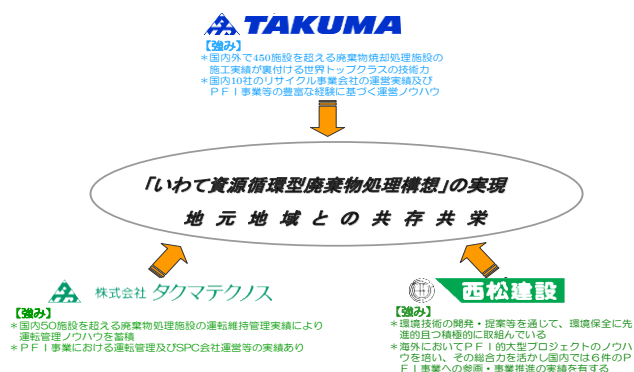 TAKUMA
【強み】
＊国内外で450施設を超える廃棄物焼却処理施設の
施工実績が裏付ける世界トップクラスの技術力
＊国内10社のリサイクル事業会社の運営実績及び
ＰＦＩ事業等の豊富な経験に基づく運営ノウハウ
「いわて資源循環型廃棄物処理構想」の実現
地元地域との共存共栄
株式会社 タクマテクノス
【強み】
＊国内50施設を超える廃棄物処理施設の運転維持管理実績により
運転管理ノウハウを蓄積
＊ＰＦＩ事業における運転管理及びSPC会社運営等の実績あり
西松建設
【強み】
＊環境技術の開発・提案等を通じて、環境保全に先
進的且つ積極的に取組んでいる
＊海外においてＰＦＩ的大型プロジェクトのノウハ
ウを培い、その総合力を活かし国内では６件のＰ
ＦＩ事業への参画・事業推進の実績を有する